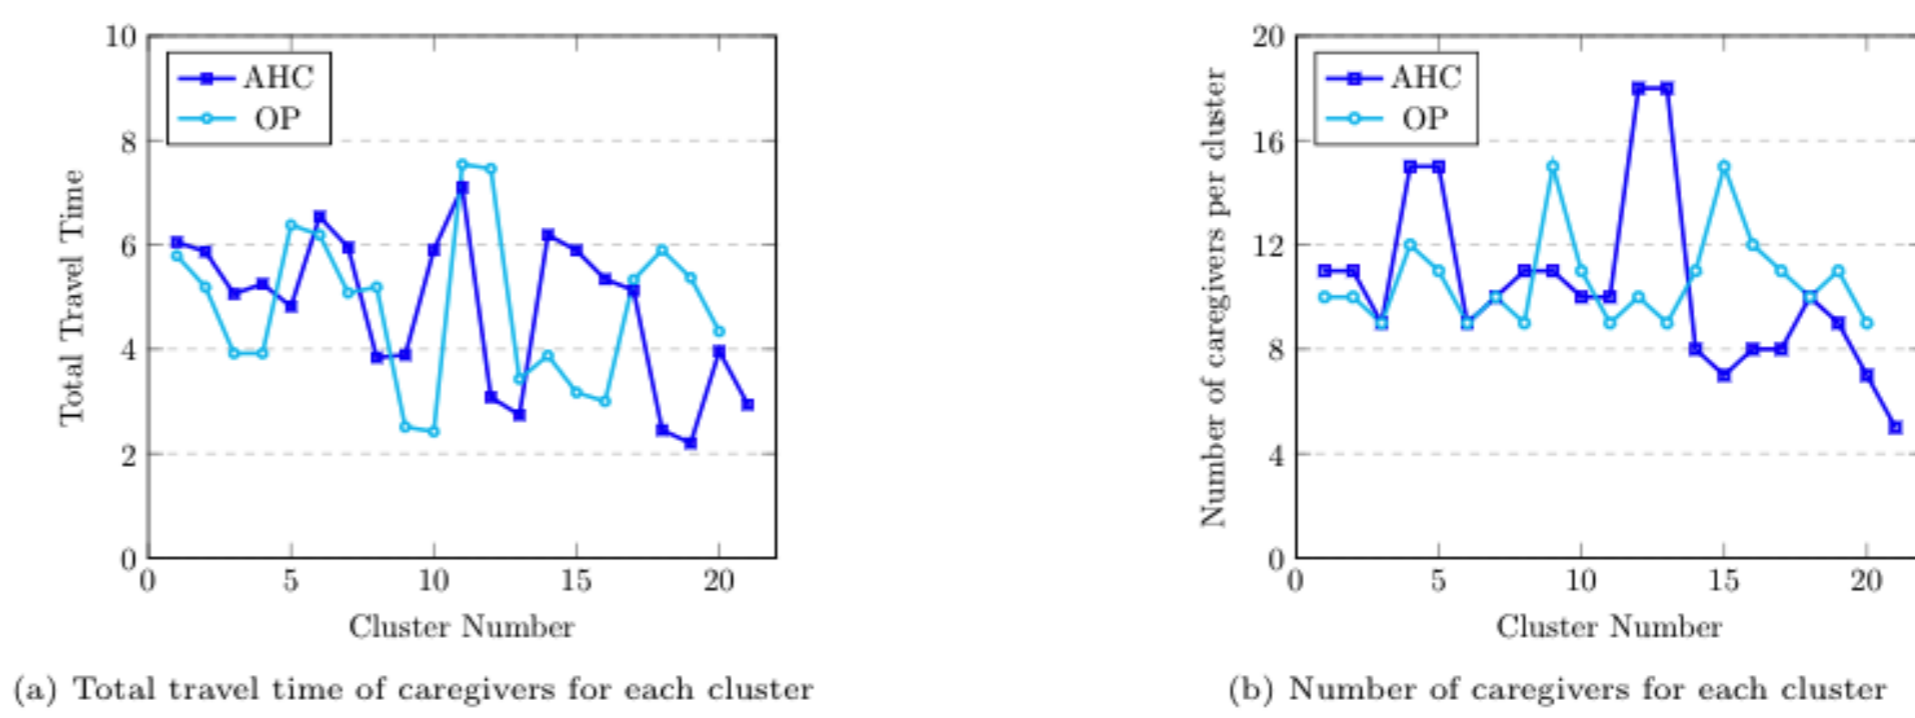 10
8
6
4
2
0
0 5 10 15 20
AHC
OP
Total Travel Time
Cluster Number
(a) Total travel time of caregivers for each cluster
20
16
12
8
4
0
0 5 10 15 20
AHC
OP
Number of caregivers per cluster
Cluster Number
(b) Number of caregivers for each cluster